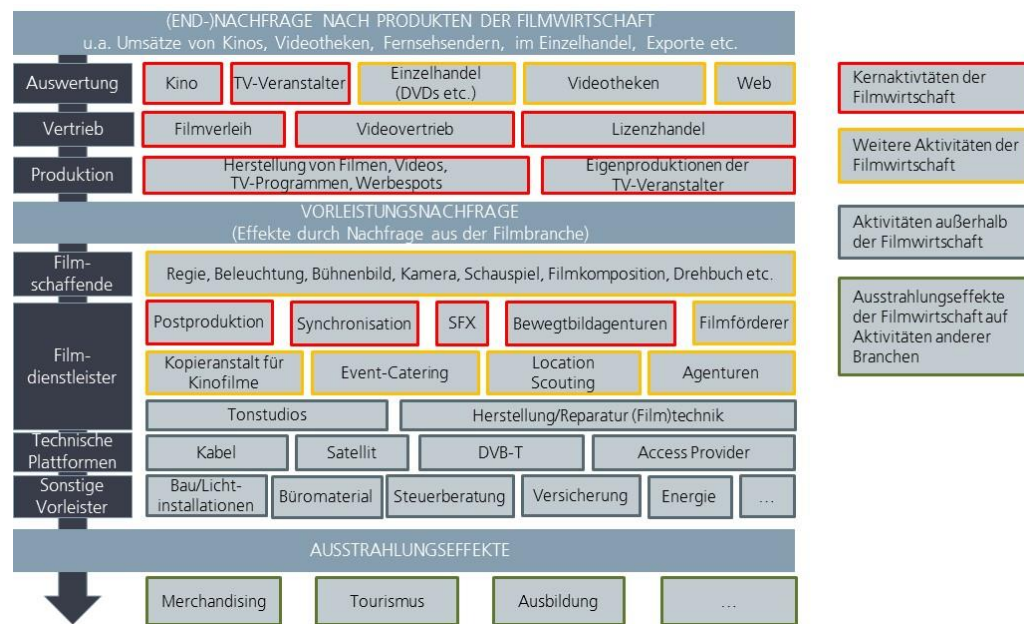 (END-)NACHFRAGE NACH PRODUKTEN DER FILMWIRTSCHAFT
u.a. Umsätze von Kinos, Videotheken, Fernsehsendern, im Einzelhandel, Exporte etc.
Auswertung
Kino
TV-Veranstalter
Einzelhandel
(DVDs etc.)
Videotheken
Web
Vertrieb
Filmverleih
Videovertrieb
Lizenzhandel
Produktion
Herstellung von Filmen, Videos,
TV-Programmen, Werbespots
Eigenproduktionen der
TV-Veranstalter
VORLEISTUNGSNACHFRAGE
(Effekte durch Nachfrage aus der Filmbranche)
Film-
schaffende
Regie, Beleuchtung, Bühnenbild, Kamera, Schauspiel, Filmkomposition, Drehbuch etc.
Film-
dienstleister
Postproduktion
Synchronisation
SFX
Bewegtbildagenturen
Filmförderer
Kopieranstalt für
Kinofilme
Event-Catering
Location
Scouting
Agenturen
Tonstudios
Herstellung/Reparatur (Film)technik
Technische
Plattformen
Kabel
Satellit
DVB-T
Access Provider
Sonstige
Vorleister
Bau/Licht-
installationen
Büromaterial
Steuerberatung
Versicherung
Energie
...
AUSSTRAHLUNGSEFFEKTE
Merchandising
Tourismus
Ausbildung
...
Kernaktivtäten der
Filmwirtschaft
Weitere Aktivitäten der
Filmwirtschaft
Aktivitäten außerhalb
der Filmwirtschaft
Ausstrahlungseffekte
der Filmwirtschaft auf
Aktivitäten anderer
Branchen